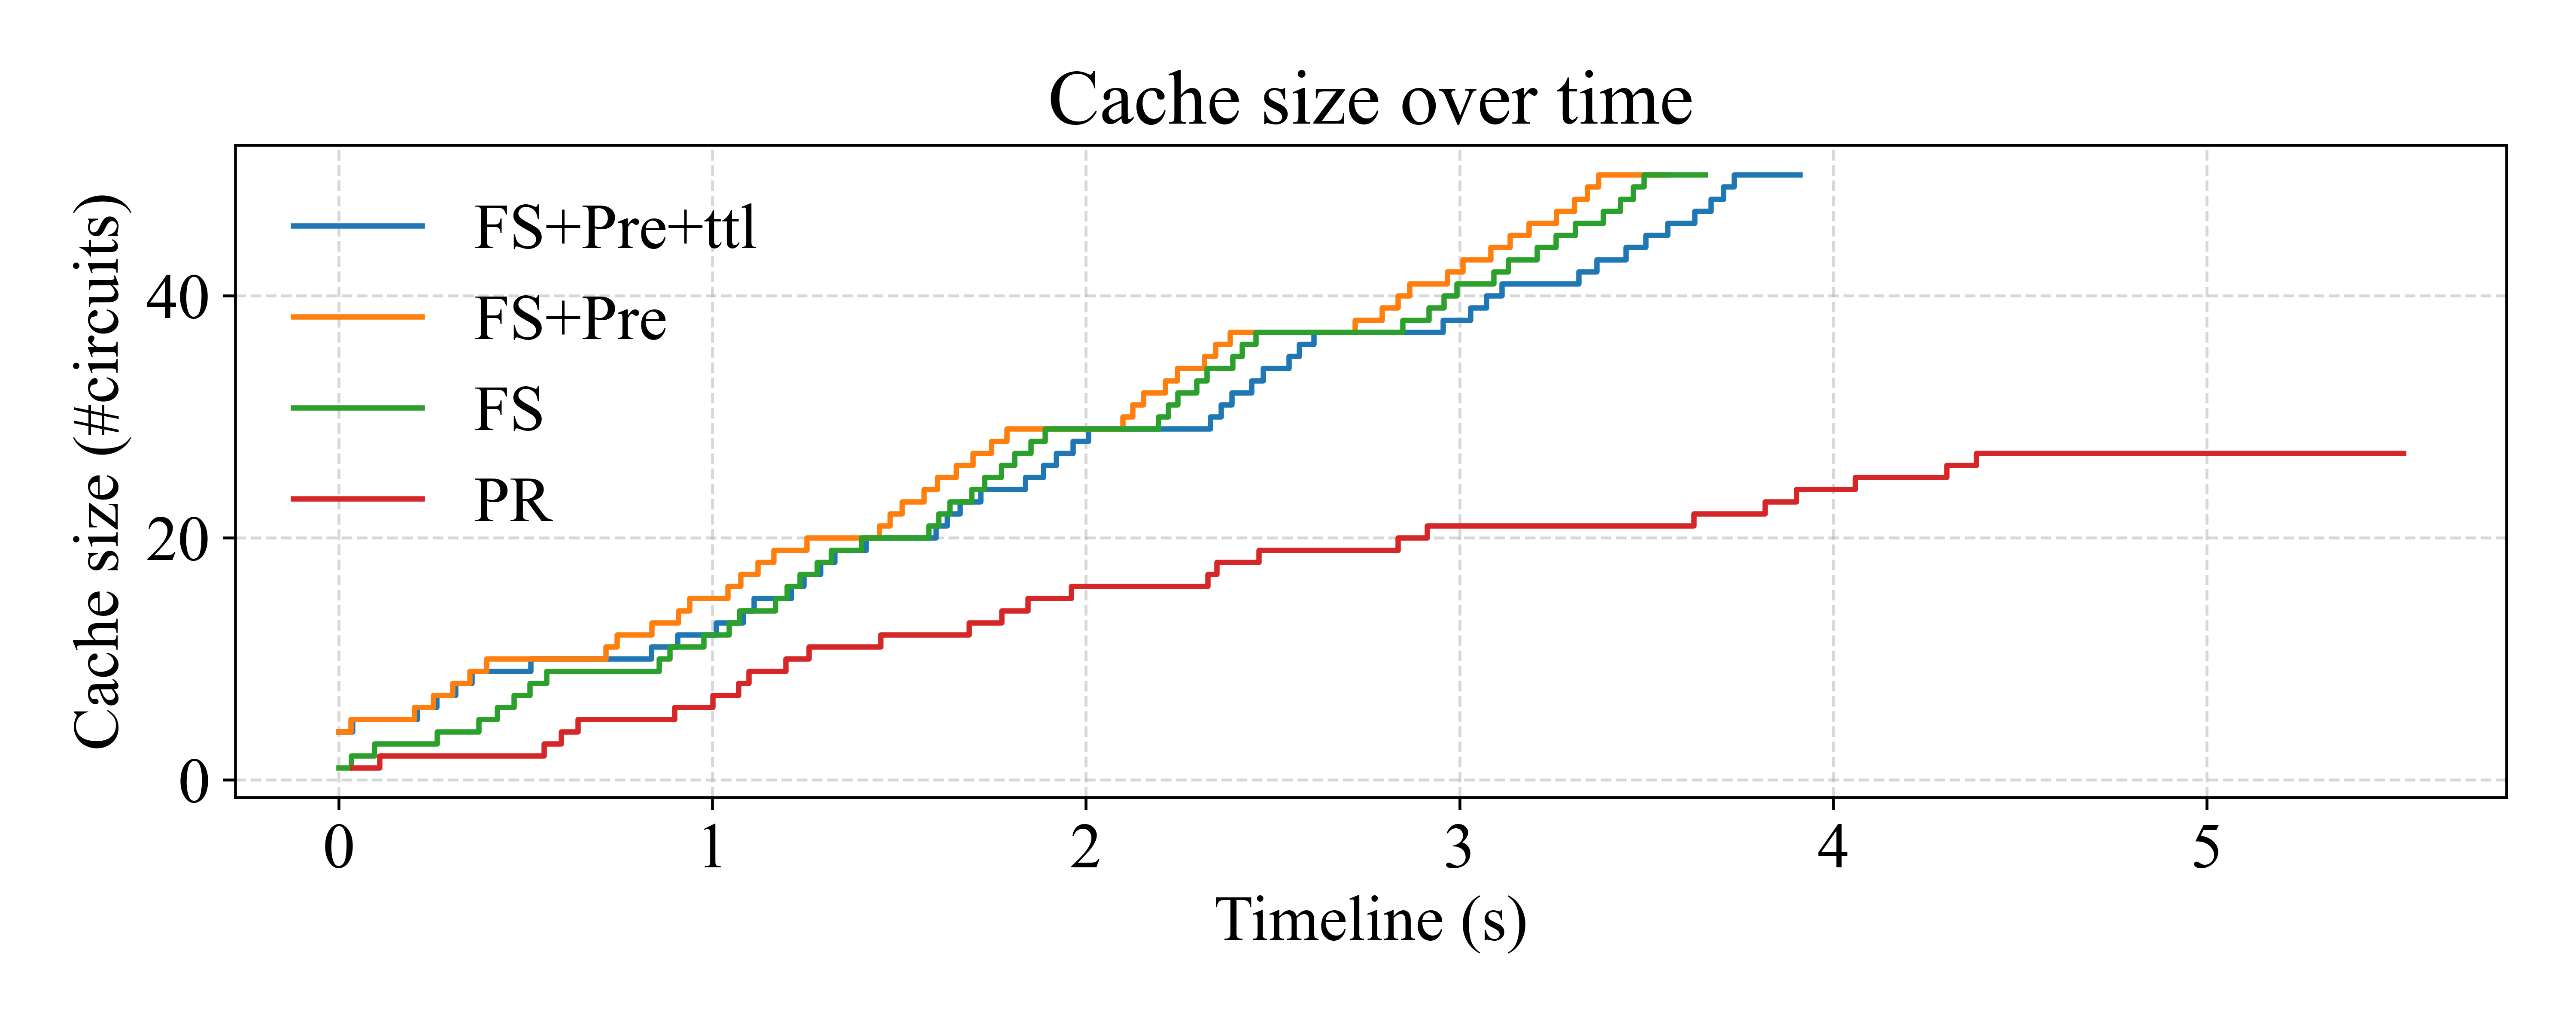 Cache size over time
Cache size (#circuits)
40
20
0
FS+Pre+ttl
FS+Pre
FS
PR
0 1 2 3 4 5
Timeline (s)